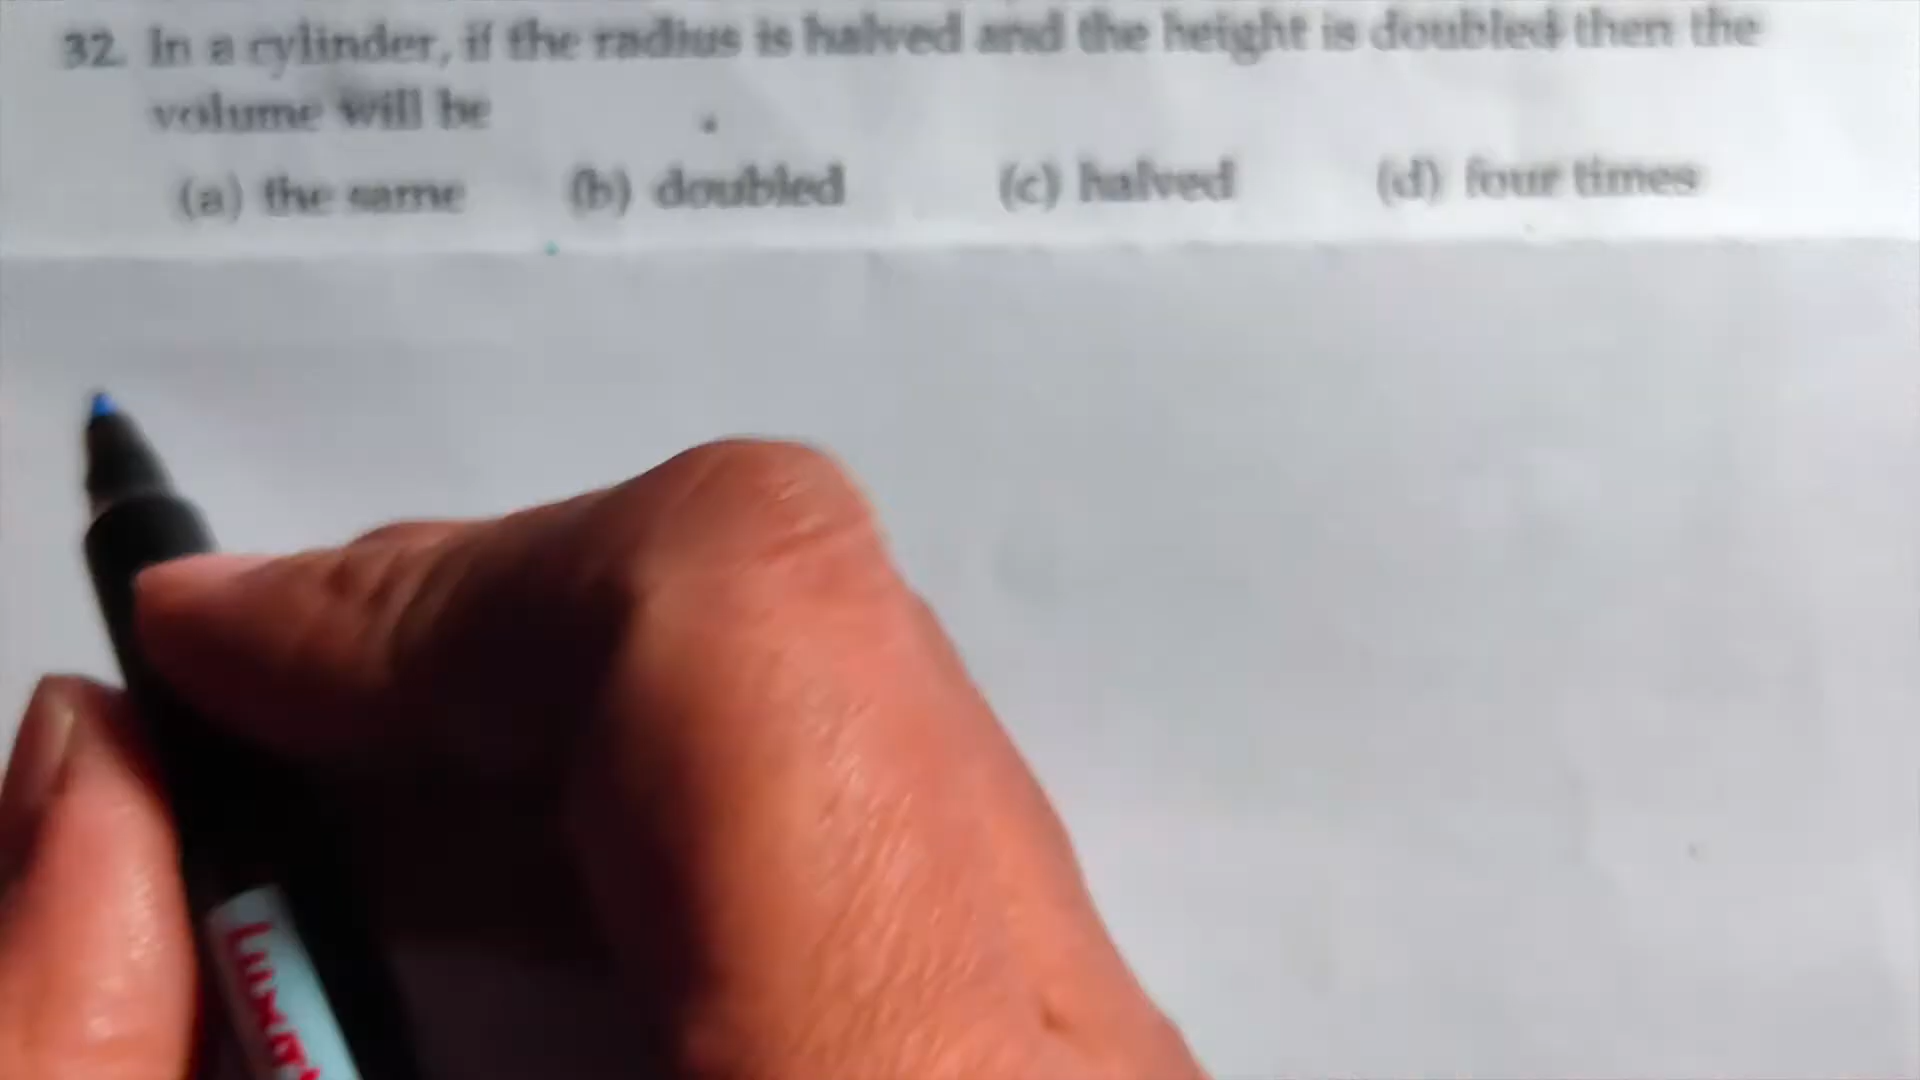 32. In a cylinder, if the radius is halved and the height is doubled then the
volume will be
(a) the same (b) doubled (c) halved (d) four times